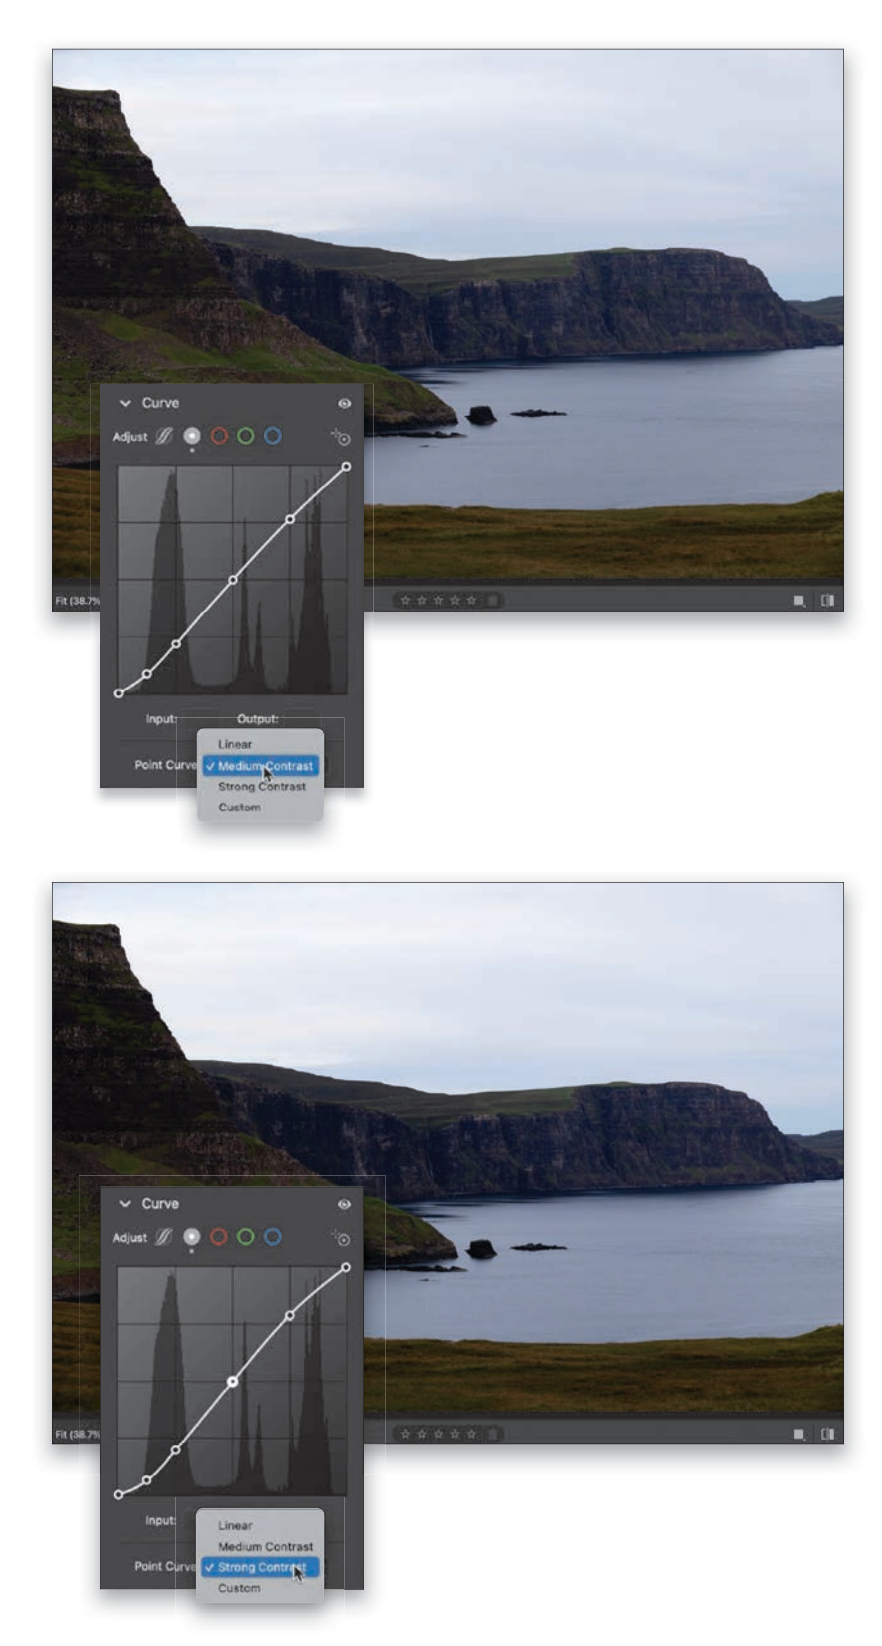 Curve
Adjust
Fit (38.7%
Input:
Output:
Linear
Point Curve
✓ Medium Contrast
Strong Contrast
Custom
Curve
Adjust
Fit (38.7%
Input:
Linear
Medium Contrast
Point Curve
✓ Strong Contrast
Custom